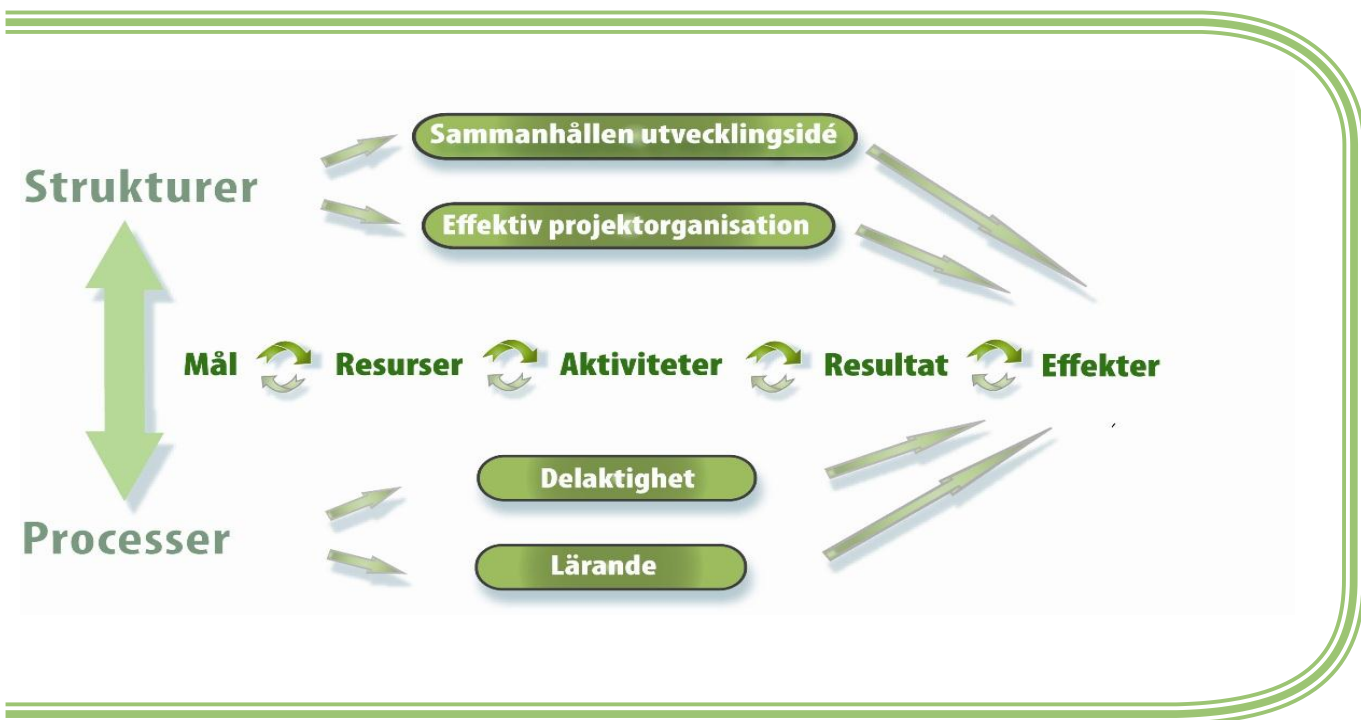 Sammanhållen utvecklingsidé
Strukturer
Effektiv projektorganisation
Mål Resurser Aktiviteter Resultat Effekter
Delaktighet
Processer
Lärande